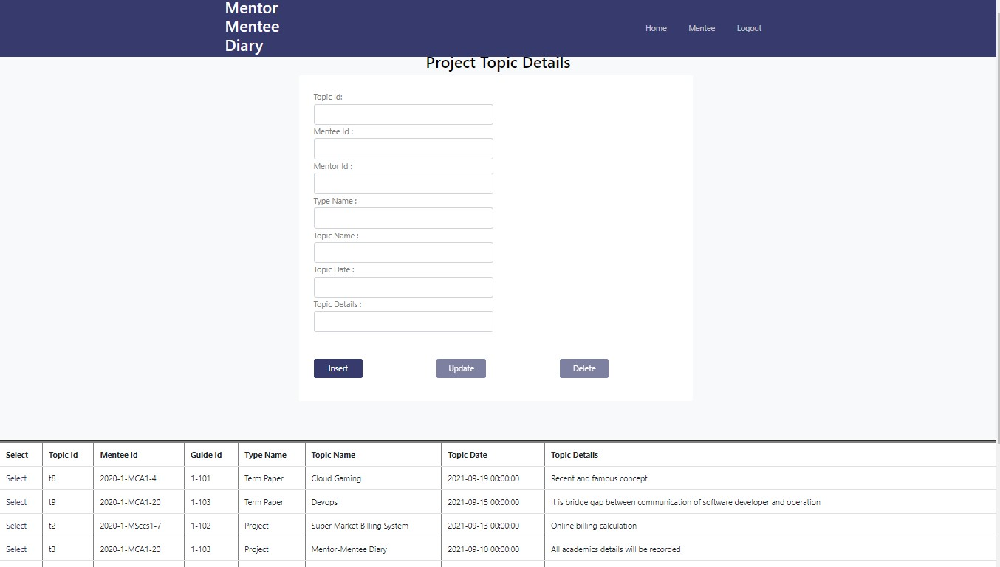 Mentor
Mentee
Diary
Home Mentee Logout
Project Topic Details
Topic Id:
Mentee Id :
Mentor Id :
Type Name :
Topic Name :
Topic Date :
Topic Details :
Insert Update Delete
Select Topic Id Mentee Id Guide Id Type Name Topic Name Topic Date Topic Details
Select t8 2020-1-MCA1-4 1-101 Term Paper Cloud Gaming 2021-09-19 00:00:00 Recent and famous concept
Select t9 2020-1-MCA1-20 1-103 Term Paper Devops 2021-09-15 00:00:00 It is bridge gap between communication of software developer and operation
Select t2 2020-1-MSccs1-7 1-102 Project Super Market Billing System 2021-09-13 00:00:00 Online billing calculation
Select t3 2020-1-MCA1-20 1-103 Project Mentor-Mentee Diary 2021-09-10 00:00:00 All academics details will be recorded